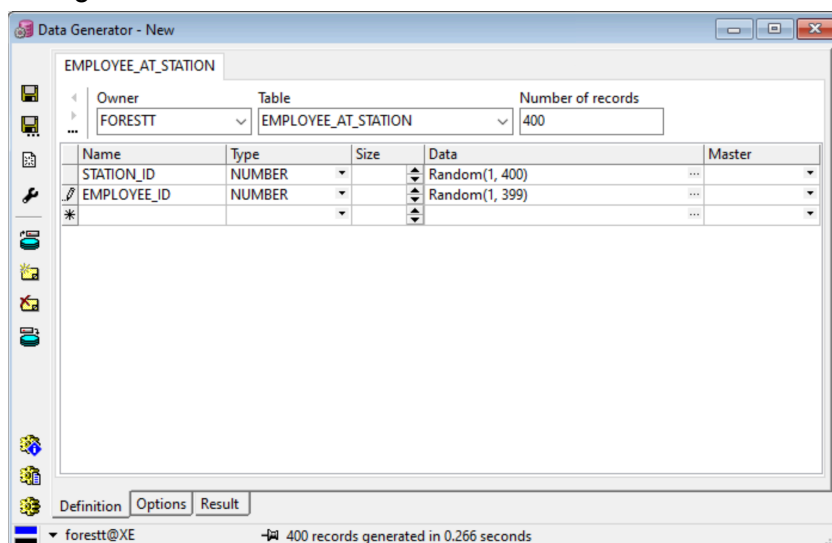 Data Generator - New
EMPLOYEE_AT_STATION
Owner Table Number of records
FORESTT EMPLOYEE_AT_STATION 400
Name Type Size Data Master
STATION_ID NUMBER Random(1, 400)
EMPLOYEE_ID NUMBER Random(1, 399)
Definition Options Result
forestt@XE 400 records generated in 0.266 seconds